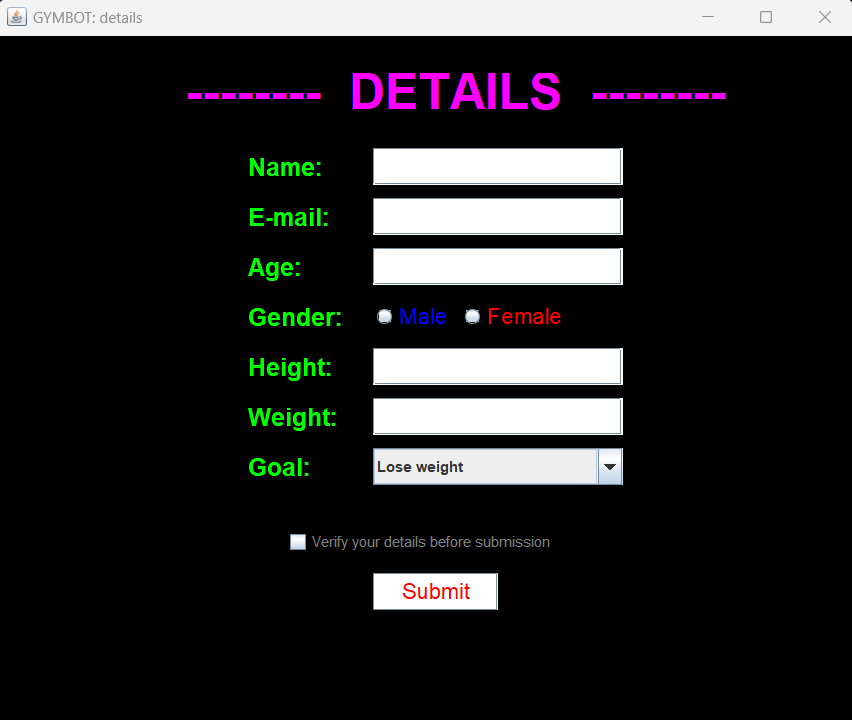 GYMBOT: details
-------- DETAILS --------
Name:
E-mail:
Age:
Gender: Male Female
Height:
Weight:
Goal: Lose weight
Verify your details before submission
Submit